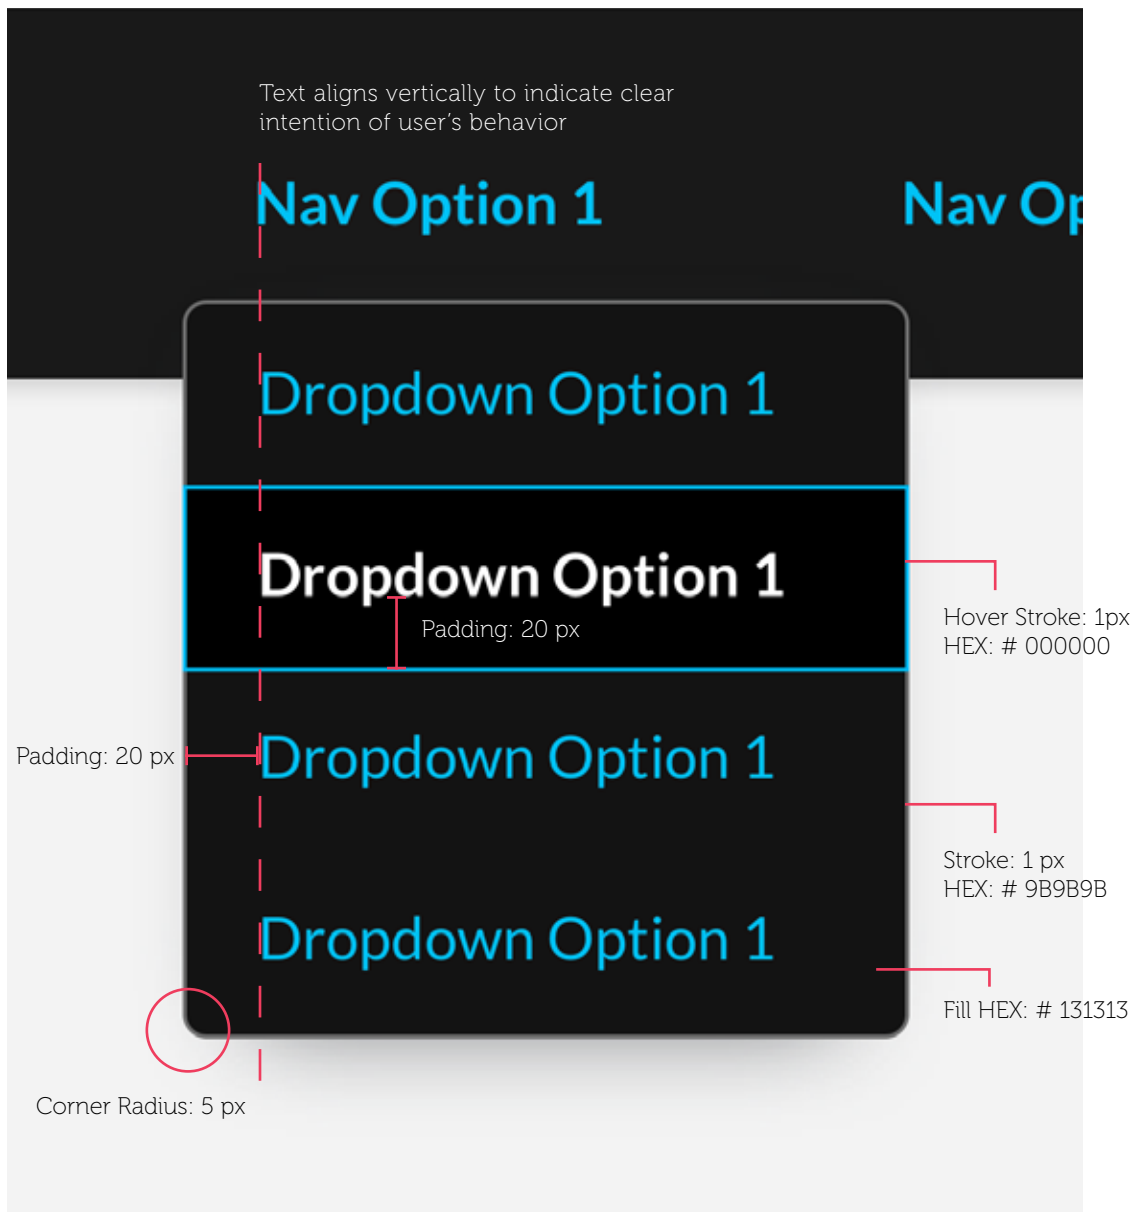 Text aligns vertically to indicate clear
intention of user's behavior
Nav Option 1
Nav Op
Dropdown Option 1
Dropdown Option 1
Padding: 20 px
Hover Stroke: 1px
HEX: # 000000
Dropdown Option 1
Padding: 20 px
Stroke: 1 px
HEX: # 9B9B9B
Dropdown Option 1
Fill HEX: # 131313
Corner Radius: 5 px